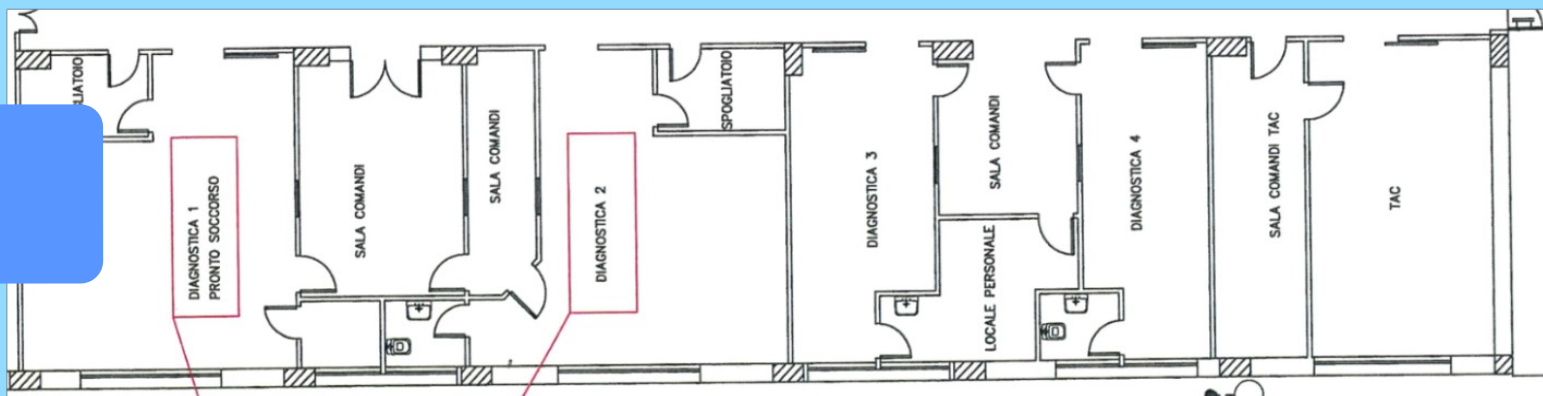 LIATOIO
DIAGNOSTICA 1
PRONTO SOCCORSO
SALA COMANDI
SALA COMANDI
DIAGNOSTICA 2
SPOGLIATOIO
DIAGNOSTICA 3
SALA COMANDI
LOCALE PERSONALE
DIAGNOSTICA 4
SALA COMANDI TAC
TAC